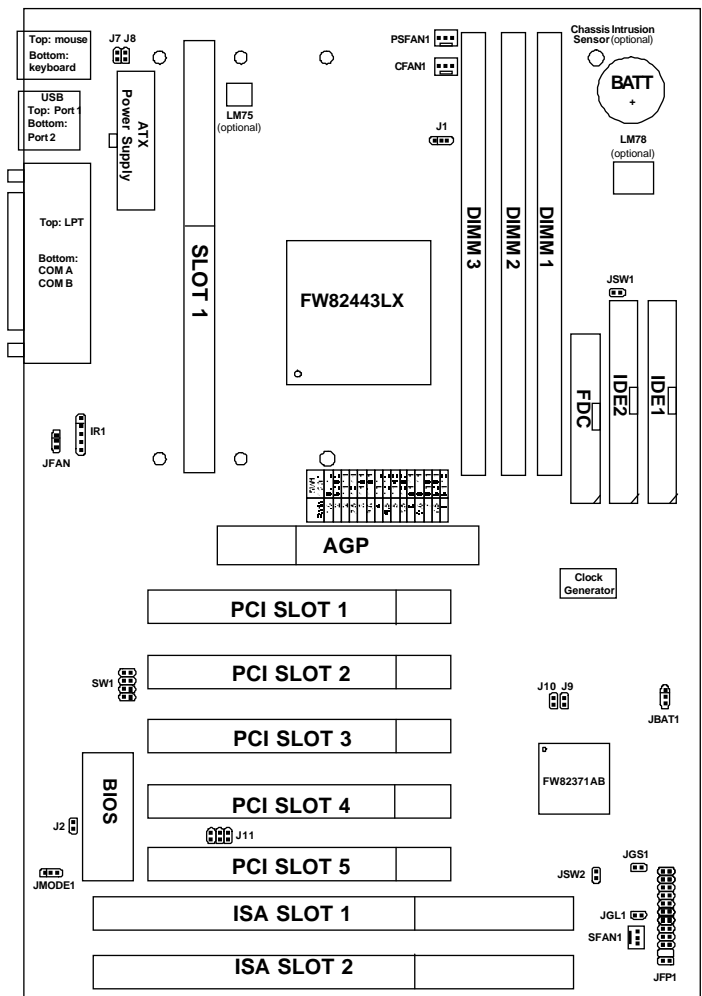 Top: mouse
Bottom:
keyboard
J7 J8
PSFAN1
CFAN1
Chassis Intrusion
Sensor (optional)
BATT
+
USB
Top: Port 1
Bottom:
Port 2
ATX
Power Supply
LM75
(optional)
J1
LM78
(optional)
Top: LPT
Bottom:
COM A
COM B
SLOT 1
FW82443LX
DIMM 3
DIMM 2
DIMM 1
JSW1
FDC
IDE2
IDE1
IR1
JFAN
AGP
Clock
Generator
PCI SLOT 1
PCI SLOT 2
SW1
J10 J9
JBAT1
PCI SLOT 3
BIOS
FW82371AB
PCI SLOT 4
J2
J11
PCI SLOT 5
JMODE1
JSW2
JGS1
ISA SLOT 1
JGL1
SFAN1
ISA SLOT 2
JFP1